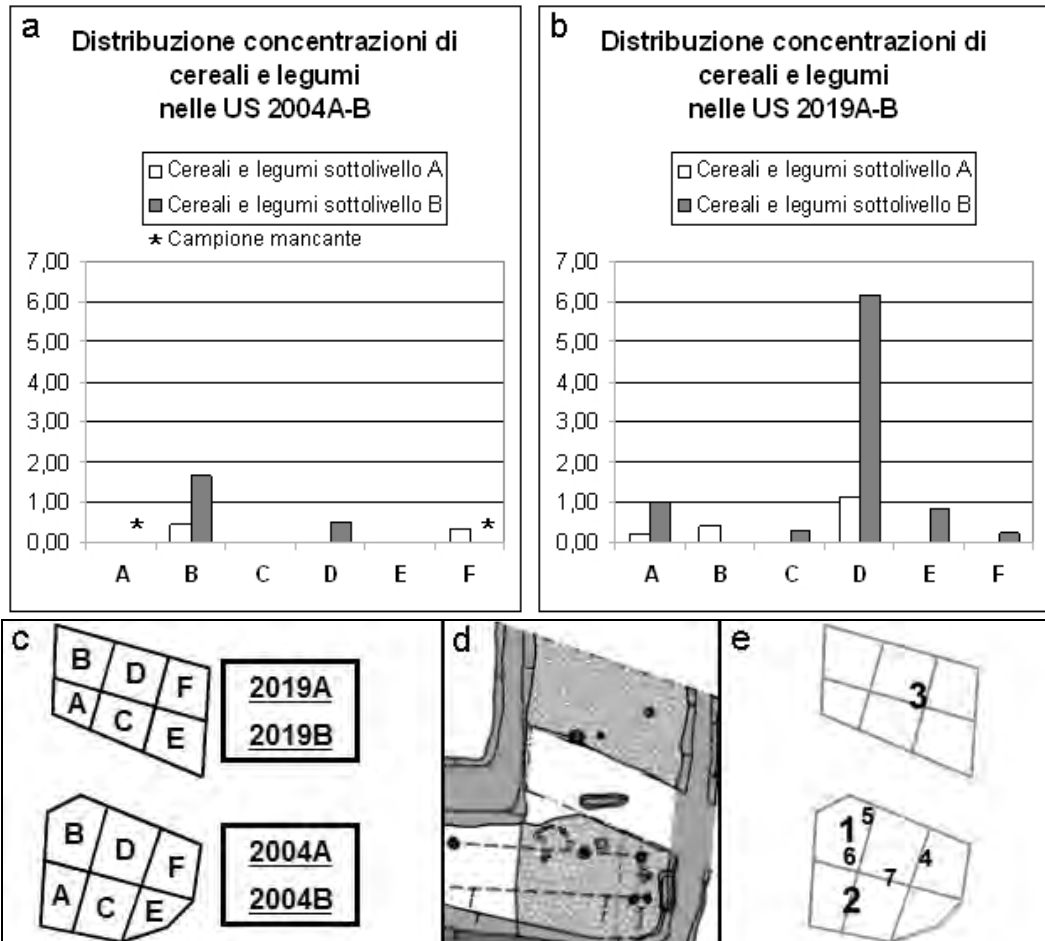 a
Distribuzione concentrazioni di
cereali e legumi
nelle US 2004A-B
Cereali e legumi sottolivello A
Cereali e legumi sottolivello B
* Campione mancante
7,00
6,00
5,00
4,00
3,00
2,00
1,00
0,00
* *
A B C D E F
b
Distribuzione concentrazioni di
cereali e legumi
nelle US 2019A-B
Cereali e legumi sottolivello A
Cereali e legumi sottolivello B
7,00
6,00
5,00
4,00
3,00
2,00
1,00
0,00
A B C D E F
c
B D F
A C E
2019A
2019B
B D F
A C E
2004A
2004B
d
e
3
1 5
6 7 4
2